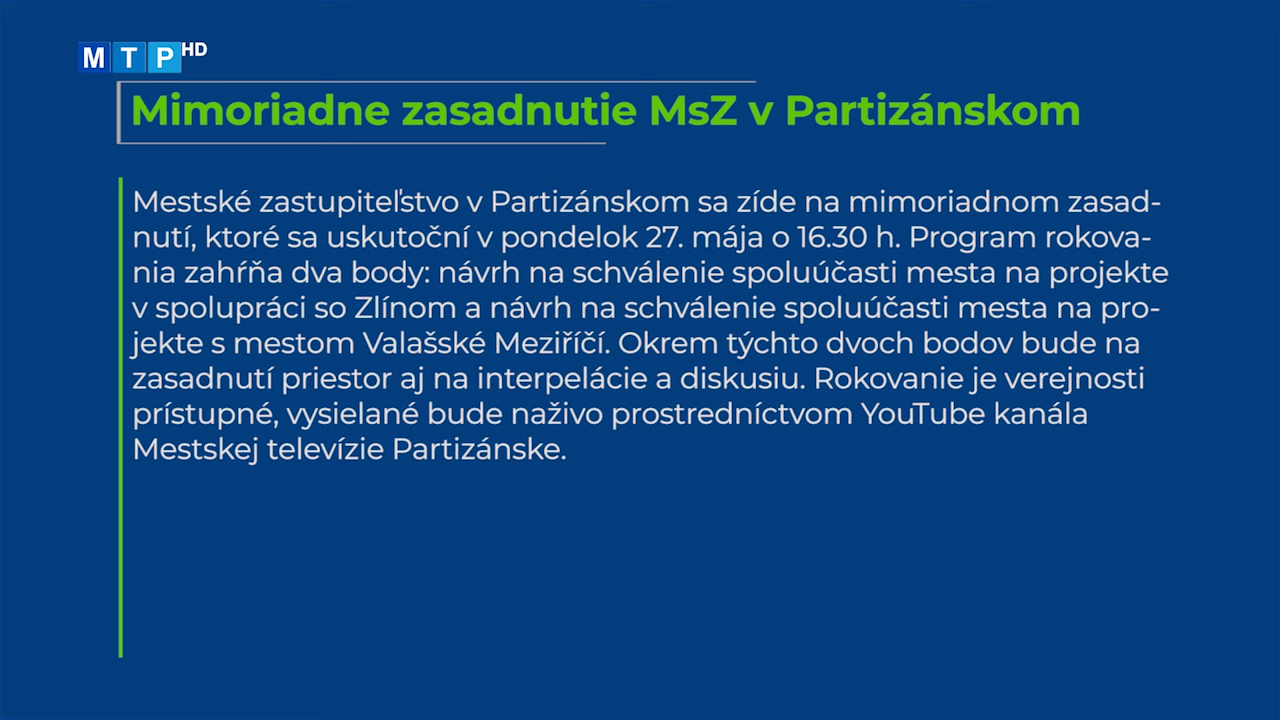 MTP HD
Mimoriadne zasadnutie MsZ v Partizánskom
Mestské zastupiteľstvo v Partizánskom sa zíde na mimoriadnom zasad-
nutí, ktoré sa uskutoční v pondelok 27. mája o 16.30 h. Program rokova-
nia zahŕňa dva body: návrh na schválenie spoluúčasti mesta na projekte
v spolupráci so Zlínom a návrh na schválenie spoluúčasti mesta na pro-
jekte s mestom Valašské Meziříčí. Okrem týchto dvoch bodov bude na
zasadnutí priestor aj na interpelácie a diskusiu. Rokovanie je verejnosti
prístupné, vysielané bude naživo prostredníctvom YouTube kanála
Mestskej televízie Partizánske.